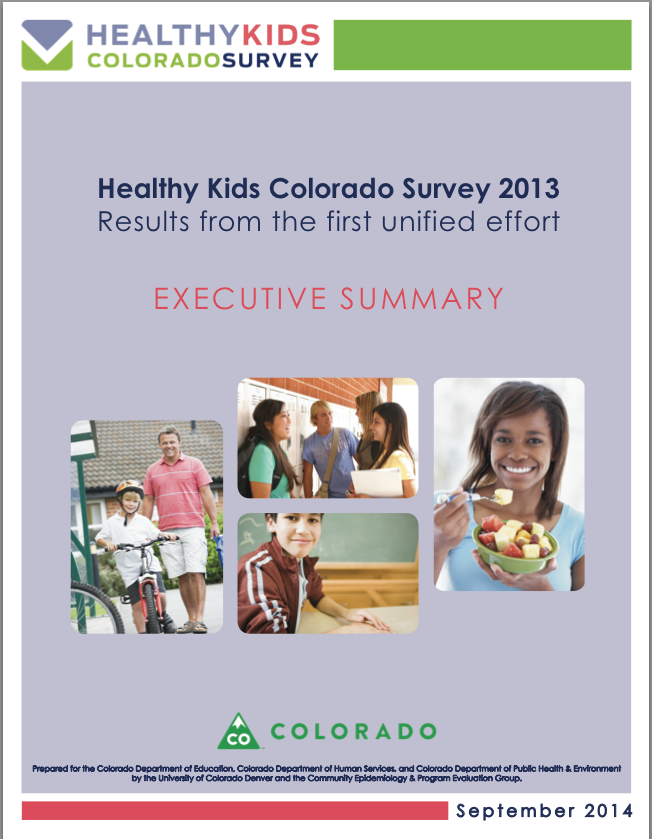 HEALTHYKIDS
COLORADOSURVEY
Healthy Kids Colorado Survey 2013
Results from the first unified effort
EXECUTIVE SUMMARY
CO
COLORADO
Prepared for the Colorado Department of Education, Colorado Department of Human Services, and Colorado Department of Public Health & Environment
by the University of Colorado Denver and the Community Epidemiology & Program Evaluation Group.
September 2014